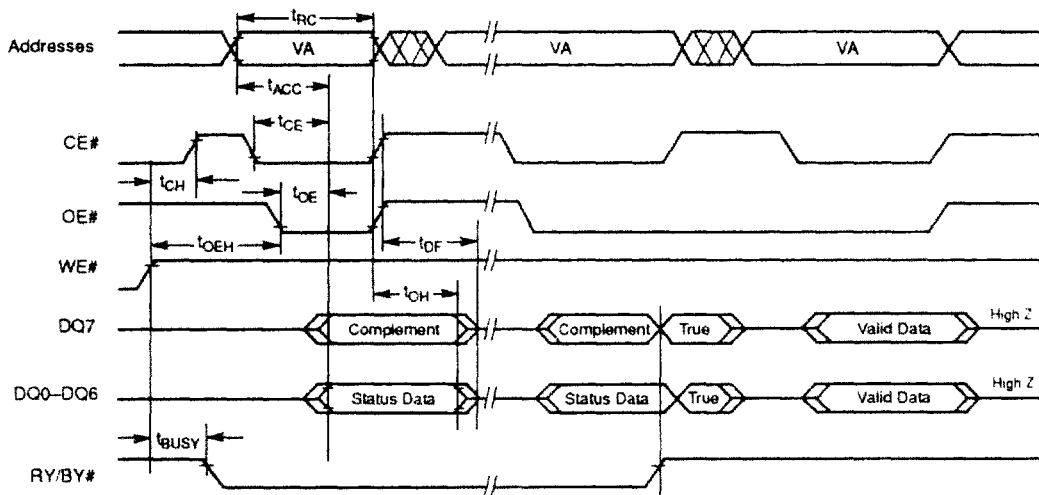 tRC
Addresses VA VA VA
tACC
tCE
CE#
tCH tOE
OE#
tOEH tDF
WE#
tOH
DQ7 Complement Complement True Valid Data High Z
DQ0–DQ6 Status Data Status Data True Valid Data High Z
tBUSY
RY/BY#